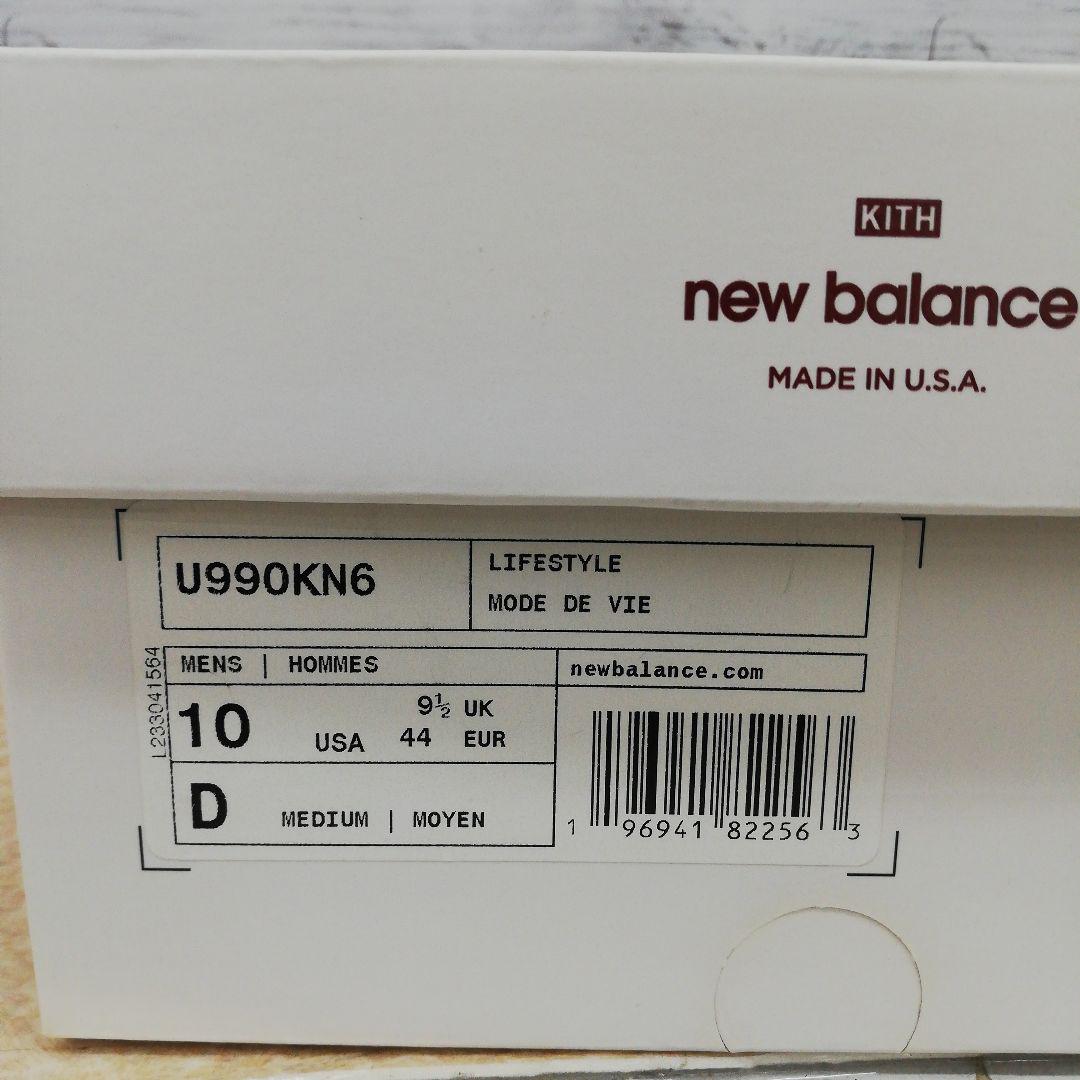 KITH
new balance
MADE IN U.S.A.
U990KN6
LIFESTYLE
MODE DE VIE
L233041564
MENS | HOMMES
newbalance.com
10 USA 9½ UK
44 EUR
D MEDIUM | MOYEN
1 96941 82256 3